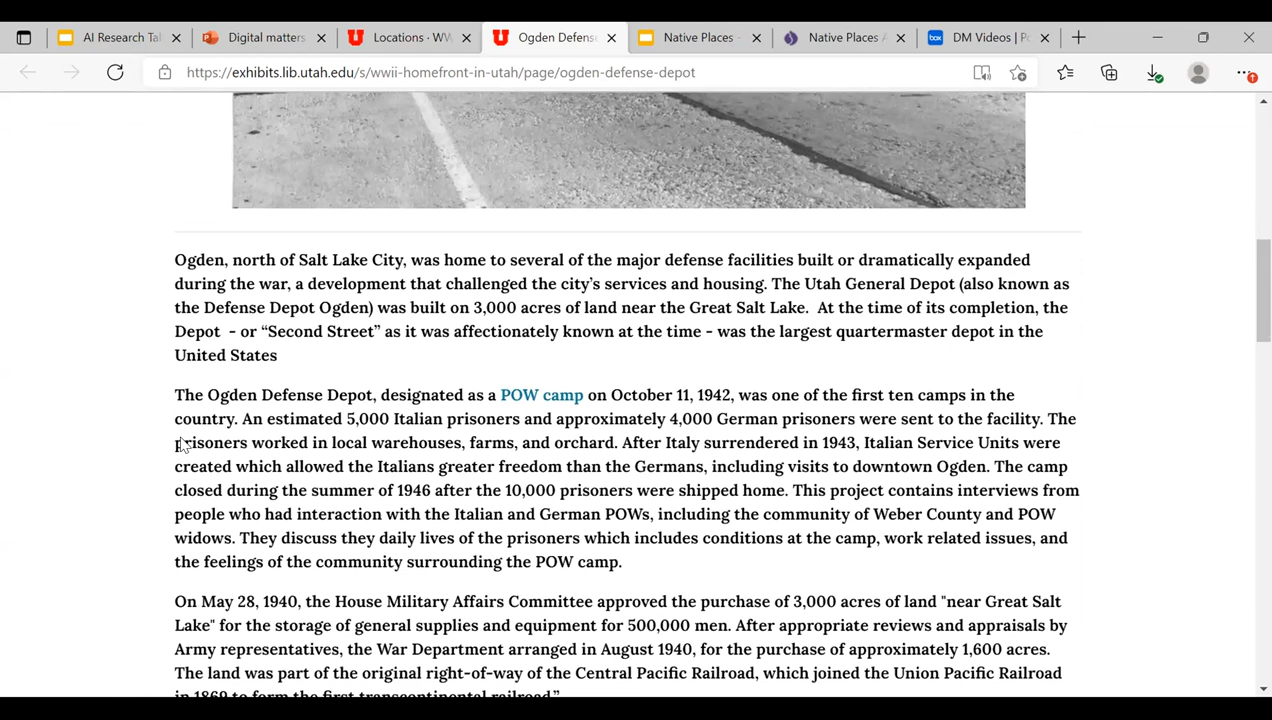 AI Research Ta
Digital matters
Locations · WW
Ogden Defens
Native Places -
Native Places A
box
DM Videos | Po
https://exhibits.lib.utah.edu/s/wwii-homefront-in-utah/page/ogden-defense-depot
Ogden, north of Salt Lake City, was home to several of the major defense facilities built or dramatically expanded
during the war, a development that challenged the city's services and housing. The Utah General Depot (also known as
the Defense Depot Ogden) was built on 3,000 acres of land near the Great Salt Lake.  At the time of its completion, the
Depot  - or “Second Street” as it was affectionately known at the time - was the largest quartermaster depot in the
United States
The Ogden Defense Depot, designated as a POW camp on October 11, 1942, was one of the first ten camps in the
country. An estimated 5,000 Italian prisoners and approximately 4,000 German prisoners were sent to the facility. The
prisoners worked in local warehouses, farms, and orchard. After Italy surrendered in 1943, Italian Service Units were
created which allowed the Italians greater freedom than the Germans, including visits to downtown Ogden. The camp
closed during the summer of 1946 after the 10,000 prisoners were shipped home. This project contains interviews from
people who had interaction with the Italian and German POWs, including the community of Weber County and POW
widows. They discuss they daily lives of the prisoners which includes conditions at the camp, work related issues, and
the feelings of the community surrounding the POW camp.
On May 28, 1940, the House Military Affairs Committee approved the purchase of 3,000 acres of land "near Great Salt
Lake" for the storage of general supplies and equipment for 500,000 men. After appropriate reviews and appraisals by
Army representatives, the War Department arranged in August 1940, for the purchase of approximately 1,600 acres.
The land was part of the original right-of-way of the Central Pacific Railroad, which joined the Union Pacific Railroad
in 1869 to form the first transcontinental railroad.”